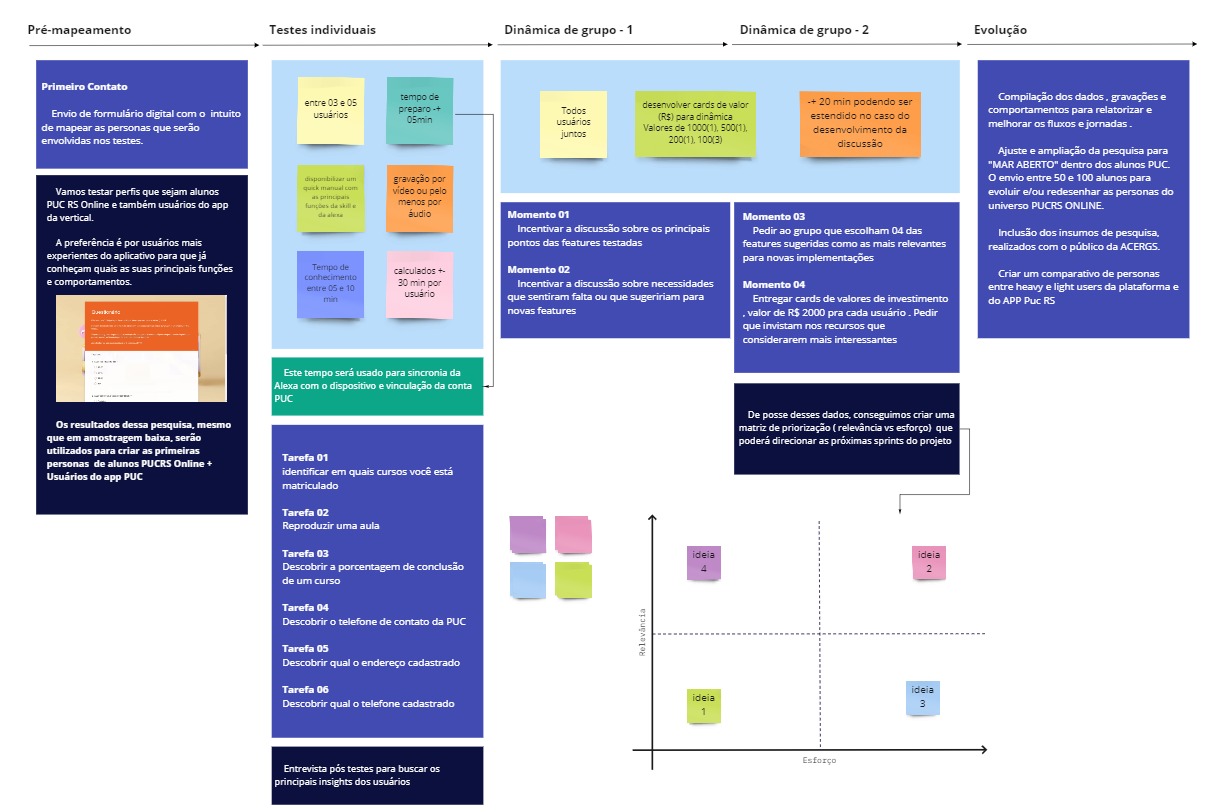 Pré-mapeamento
Testes individuais
Dinâmica de grupo - 1
Dinâmica de grupo - 2
Evolução
Primeiro Contato
Envio de formulário digital com o intuito
de mapear as personas que serão
envolvidas nos testes.
Vamos testar perfis que sejam alunos
PUC RS Online e também usuários do app
da vertical.
A preferência é por usuários mais
experientes do aplicativo para que já
conheçam quais as suas principais funções
e comportamentos.
Questionário
Os resultados dessa pesquisa, mesmo
que em amostragem baixa, serão
utilizados para criar as primeiras
personas de alunos PUCRS Online +
Usuários do app PUC
entre 03 e 05
usuários
tempo de
preparo -+
05min
disponibilizar um
quick manual com
as principais
funções da skill e
da alexa
gravação por
vídeo ou pelo
menos por
áudio
Tempo de
conhecimento
entre 05 e 10
min
calculados +-
30 min por
usuário
Este tempo será usado para sincronia da
Alexa com o dispositivo e vinculação da conta
PUC
Tarefa 01
identificar em quais cursos você está
matriculado
Tarefa 02
Reproduzir uma aula
Tarefa 03
Descobrir a porcentagem de conclusão
de um curso
Tarefa 04
Descobrir o telefone de contato da PUC
Tarefa 05
Descobrir qual o endereço cadastrado
Tarefa 06
Descobrir qual o telefone cadastrado
Entrevista pós testes para buscar os
principais insights dos usuários
Todos
usuários
juntos
desenvolver cards de valor
(R$) para dinâmica
Valores de 1000(1), 500(1),
200(1), 100(3)
-+ 20 min podendo ser
estendido no caso do
desenvolvimento da
discussão
Momento 01
Incentivar a discussão sobre os principais
pontos das features testadas
Momento 02
Incentivar a discussão sobre necessidades
que sentiram falta ou que sugeririam para
novas features
Momento 03
Pedir ao grupo que escolham 04 das
features sugeridas como as mais relevantes
para novas implementações
Momento 04
Entregar cards de valores de investimento
, valor de R$ 2000 pra cada usuário . Pedir
que invistam nos recursos que
considerarem mais interessantes
De posse desses dados, conseguimos criar uma
matriz de priorização ( relevância vs esforço) que
poderá direcionar as próximas sprints do projeto
Relevância
ideia
4
ideia
2
ideia
1
ideia
3
Esforço
Compilação dos dados , gravações e
comportamentos para relatorizar e
melhorar os fluxos e jornadas .
Ajuste e ampliação da pesquisa para
"MAR ABERTO" dentro dos alunos PUC.
O envio entre 50 e 100 alunos para
evoluir e/ou redesenhar as personas do
universo PUCRS ONLINE.
Inclusão dos insumos de pesquisa,
realizados com o público da ACERGS.
Criar um comparativo de personas
entre heavy e light users da plataforma e
do APP Puc RS